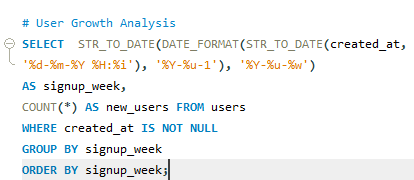 # User Growth Analysis
SELECT  STR_TO_DATE(DATE_FORMAT(STR_TO_DATE(created_at,
'%d-%m-%Y %H:%i'), '%Y-%u-1'), '%Y-%u-%w')
AS signup_week,
COUNT(*) AS new_users FROM users
WHERE created_at IS NOT NULL
GROUP BY signup_week
ORDER BY signup_week;